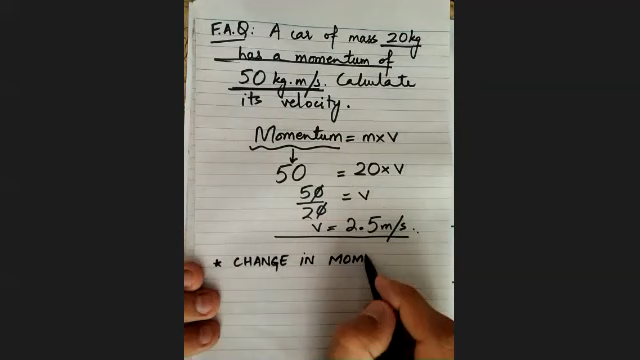 F.A.Q: A car of mass 20kg
has a momentum of
50 kg.m/s. Calculate
its velocity.
Momentum = m×V
50 = 20×V
50/20 = V
V = 2.5m/s.
* CHANGE IN MOM